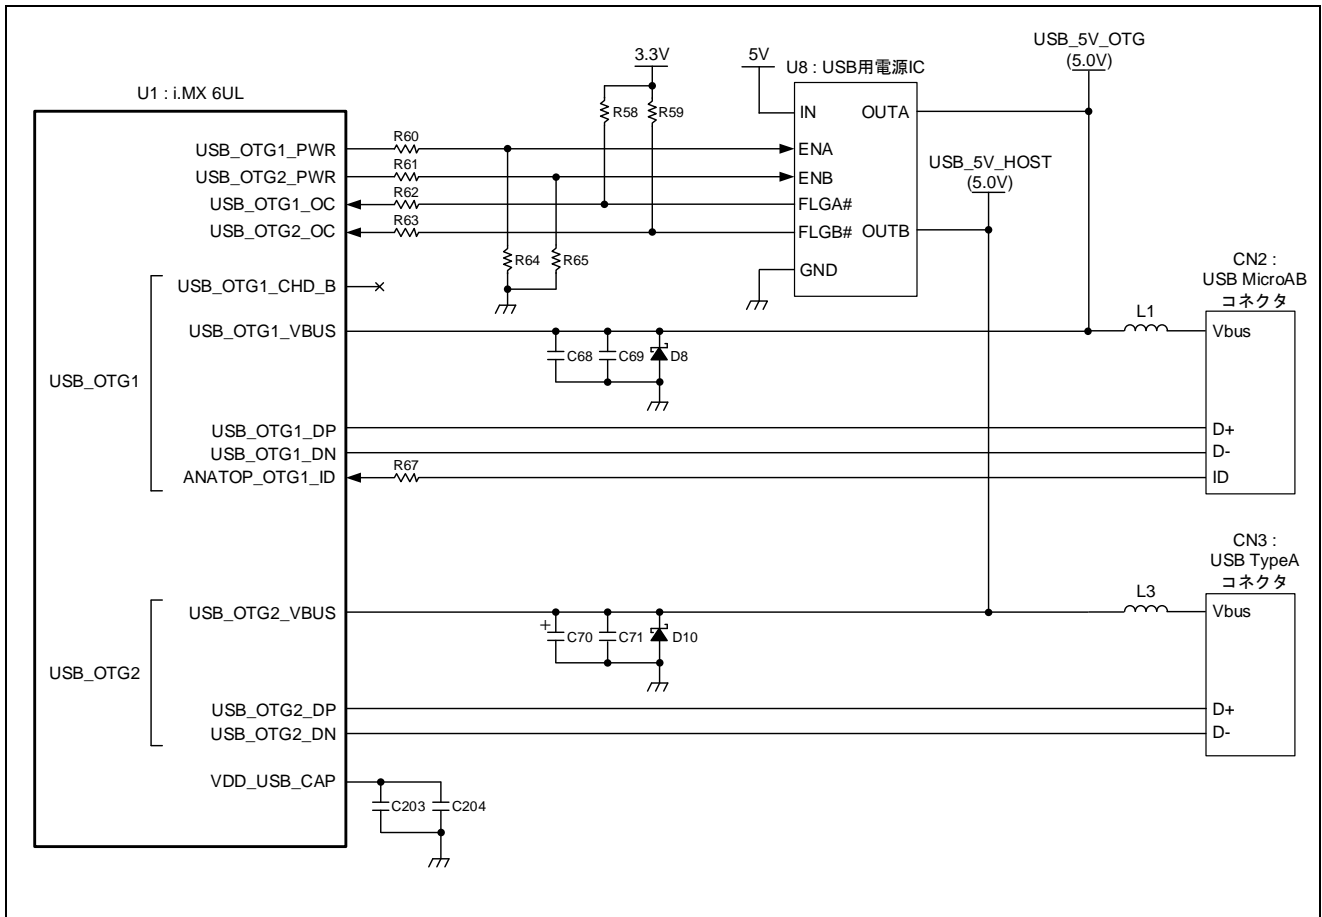 U1 : i.MX 6UL
3.3V
5V
U8 : USB用電源IC
USB_5V_OTG
(5.0V)
R58
R59
IN
OUTA
USB_OTG1_PWR
R60
ENA
USB_5V_HOST
(5.0V)
USB_OTG2_PWR
R61
ENB
USB_OTG1_OC
R62
FLGA#
USB_OTG2_OC
R63
FLGB#
OUTB
R64
R65
GND
CN2 :
USB MicroAB
コネクタ
USB_OTG1_CHD_B
USB_OTG1_VBUS
L1
Vbus
C68
C69
D8
USB_OTG1
USB_OTG1_DP
D+
USB_OTG1_DN
D-
ANATOP_OTG1_ID
R67
ID
CN3 :
USB TypeA
コネクタ
USB_OTG2_VBUS
L3
Vbus
+
C70
C71
D10
USB_OTG2
USB_OTG2_DP
D+
USB_OTG2_DN
D-
VDD_USB_CAP
C203
C204